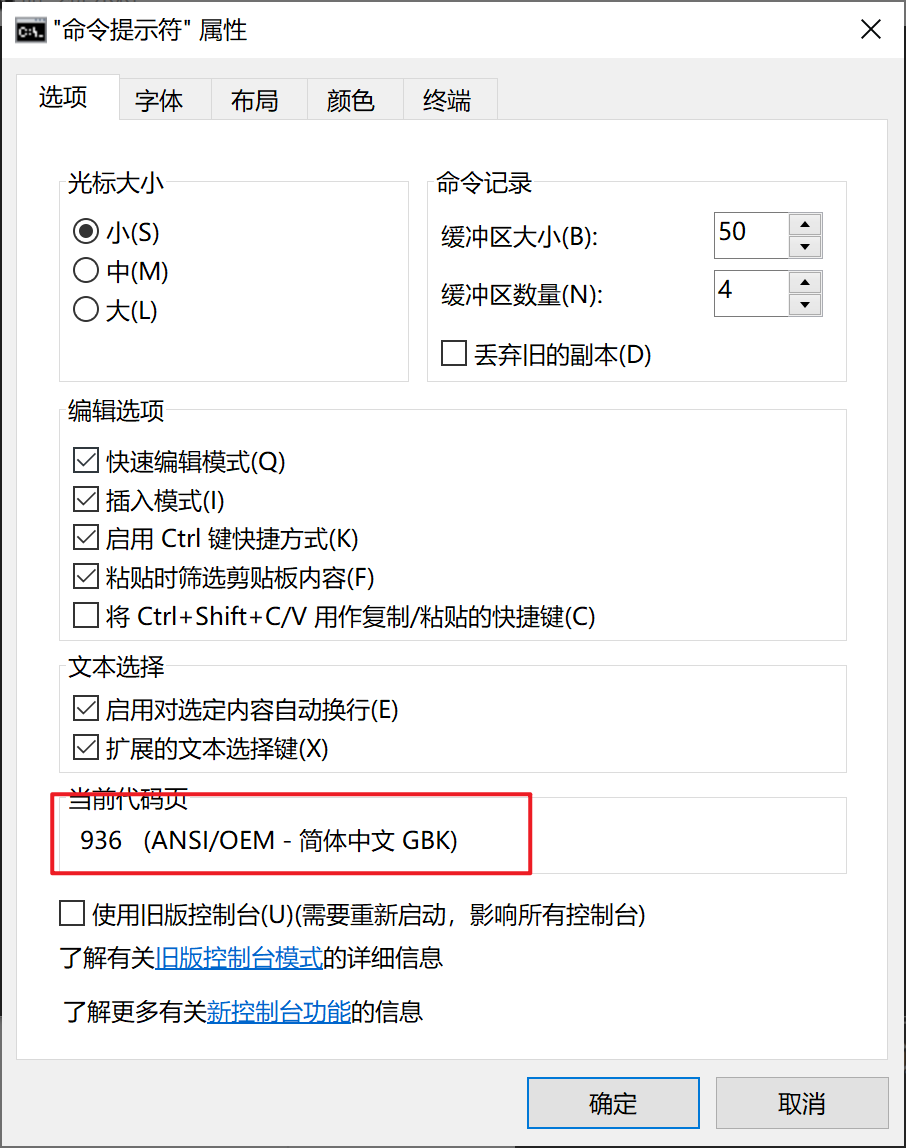 "命令提示符" 属性
选项 字体 布局 颜色 终端
光标大小
小(S)
中(M)
大(L)
命令记录
缓冲区大小(B): 50
缓冲区数量(N): 4
丢弃旧的副本(D)
编辑选项
快速编辑模式(Q)
插入模式(I)
启用 Ctrl 键快捷方式(K)
粘贴时筛选剪贴板内容(F)
将 Ctrl+Shift+C/V 用作复制/粘贴的快捷键(C)
文本选择
启用对选定内容自动换行(E)
扩展的文本选择键(X)
当前代码页
936 (ANSI/OEM - 简体中文 GBK)
使用旧版控制台(U)(需要重新启动，影响所有控制台)
了解有关旧版控制台模式的详细信息
了解更多有关新控制台功能的信息
确定 取消